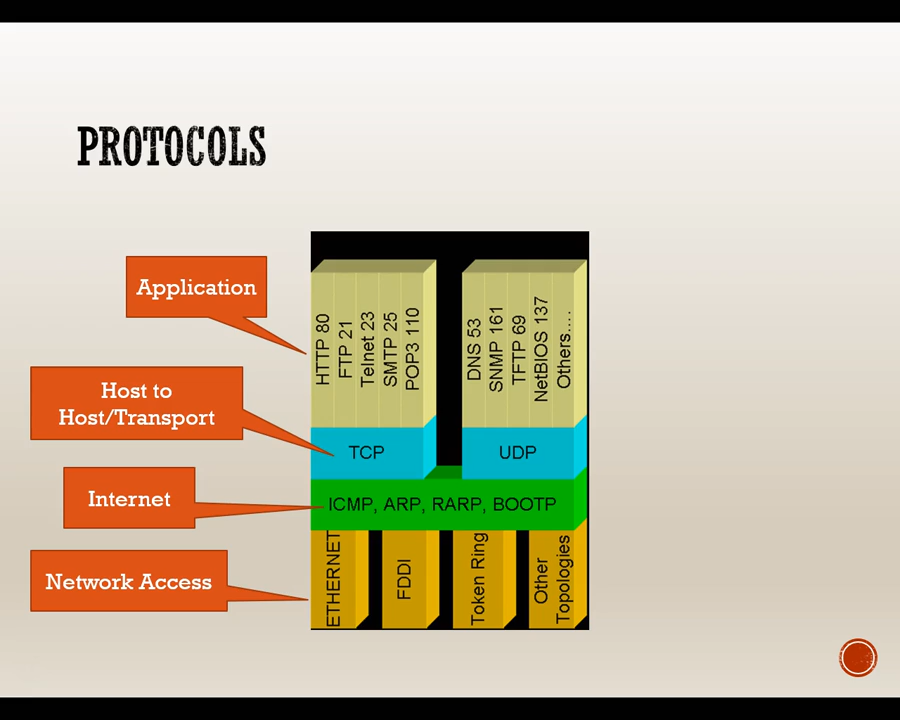 PROTOCOLS
Application
HTTP 80
FTP 21
Telnet 23
SMTP 25
POP3 110
DNS 53
SNMP 161
TFTP 69
NetBIOS 137
Others.....
Host to
Host/Transport
TCP
UDP
Internet
ICMP, ARP, RARP, BOOTP
Network Access
ETHERNET
FDDI
Token Ring
Other
Topologies